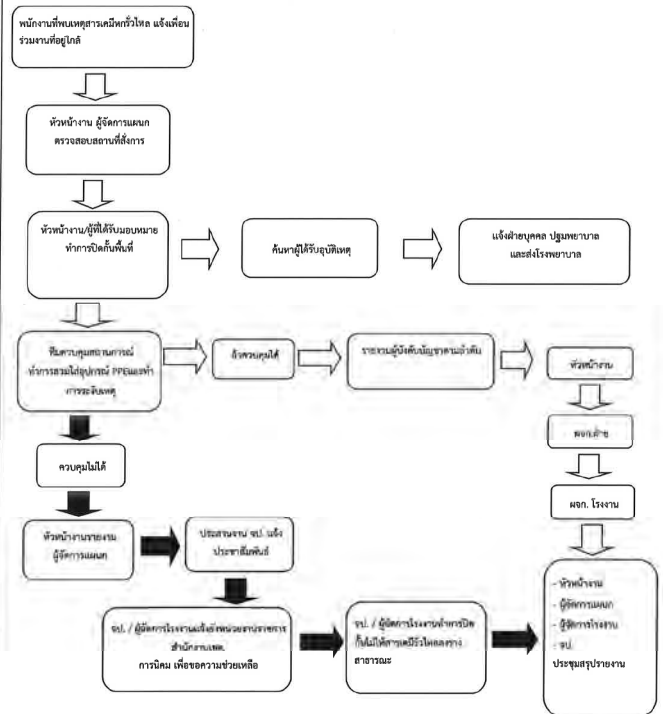 พนักงานที่พบเหตุสารเคมีหกรั่วไหล แจ้งเพื่อน
ร่วมงานที่อยู่ใกล้
หัวหน้างาน ผู้จัดการแผนก
ตรวจสอบสถานที่สั่งการ
หัวหน้างาน/ผู้ที่ได้รับมอบหมาย
ทำการปิดกั้นพื้นที่
ค้นหาผู้ได้รับอุบัติเหตุ
แจ้งฝ่ายบุคคล ปฐมพยาบาล
และส่งโรงพยาบาล
ทีมควบคุมสถานการณ์
ทำการสวมใส่อุปกรณ์ PPEและทำ
การระงับเหตุ
ถ้าควบคุมได้
รายงานผู้บังคับบัญชาตามลำดับ
หัวหน้างาน
ผจก.ฝ่าย
ผจก. โรงงาน
ควบคุมไม่ได้
หัวหน้างานรายงาน
ผู้จัดการแผนก
ประสานงาน จป. แจ้ง
ประชาสัมพันธ์
จป. / ผู้จัดการโรงงานแจ้งยังหน่วยงานราชการ
สำนักงานเขต,
การนิคม เพื่อขอความช่วยเหลือ
จป. / ผู้จัดการโรงงานทำการปิด
กั้นไม่ให้สารเคมีรั่วไหลลงราง
สาธารณะ
- หัวหน้างาน
- ผู้จัดการแผนก
- ผู้จัดการโรงงาน
- จป.
ประชุมสรุปรายงาน